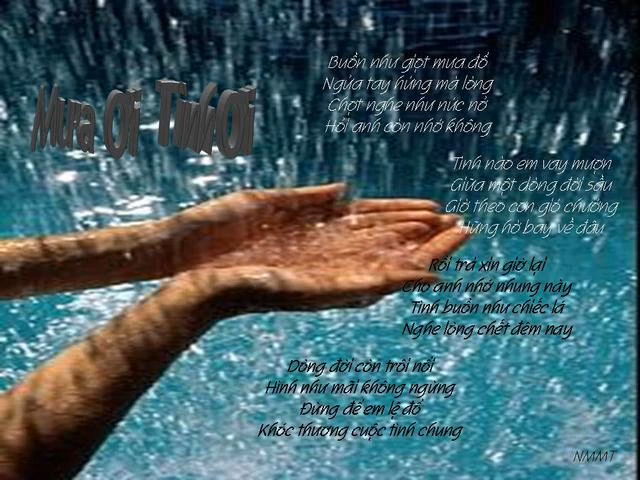 Mưa Ơi Tình Ơi
Buồn như giọt mưa đổ
Ngửa tay hứng mà lòng
Chợt nghe như nức nở
Hỏi anh còn nhớ không
Tình nào em vay mượn
Giữa một dòng đời sầu
Giờ theo cơn gió chướng
Hững hờ bay về đâu
Rồi trả xin giờ lại
Cho anh nhớ nhung này
Tình buồn như chiếc lá
Nghe lòng chết đêm nay
Dòng đời còn trôi nổi
Hình như mãi không ngừng
Đừng để em lệ đổ
Khóc thương cuộc tình chung
NMMT